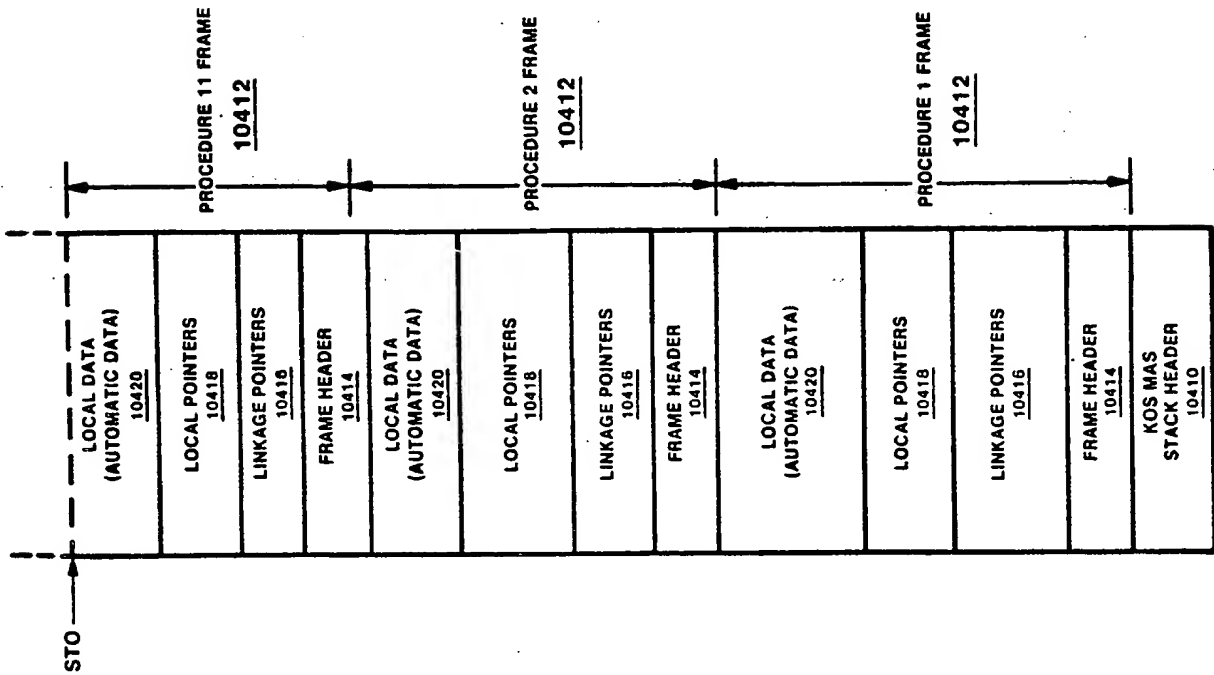 STO
LOCAL DATA
(AUTOMATIC DATA)
10420
LOCAL POINTERS
10418
LINKAGE POINTERS
10416
FRAME HEADER
10414
PROCEDURE 11 FRAME
10412
LOCAL DATA
(AUTOMATIC DATA)
10420
LOCAL POINTERS
10418
LINKAGE POINTERS
10416
FRAME HEADER
10414
PROCEDURE 2 FRAME
10412
LOCAL DATA
(AUTOMATIC DATA)
10420
LOCAL POINTERS
10418
LINKAGE POINTERS
10416
FRAME HEADER
10414
PROCEDURE 1 FRAME
10412
KOS MAS
STACK HEADER
10410